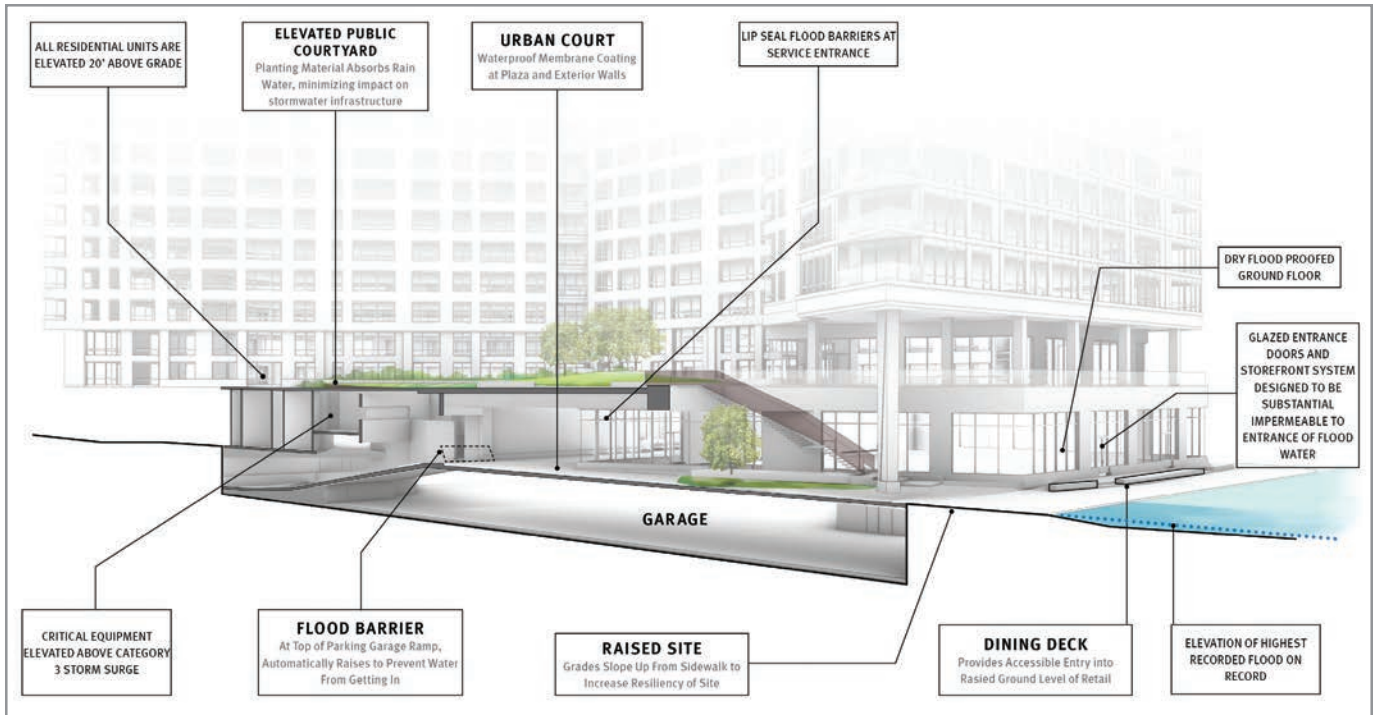 ALL RESIDENTIAL UNITS ARE
ELEVATED 20' ABOVE GRADE
ELEVATED PUBLIC
COURTYARD
Planting Material Absorbs Rain
Water, minimizing impact on
stormwater infrastructure
URBAN COURT
Waterproof Membrane Coating
at Plaza and Exterior Walls
LIP SEAL FLOOD BARRIERS AT
SERVICE ENTRANCE
DRY FLOOD PROOFED
GROUND FLOOR
GLAZED ENTRANCE
DOORS AND
STOREFRONT SYSTEM
DESIGNED TO BE
SUBSTANTIAL
IMPERMEABLE TO
ENTRANCE OF FLOOD
WATER
GARAGE
CRITICAL EQUIPMENT
ELEVATED ABOVE CATEGORY
3 STORM SURGE
FLOOD BARRIER
At Top of Parking Garage Ramp,
Automatically Raises to Prevent Water
From Getting In
RAISED SITE
Grades Slope Up From Sidewalk to
Increase Resiliency of Site
DINING DECK
Provides Accessible Entry into
Rasied Ground Level of Retail
ELEVATION OF HIGHEST
RECORDED FLOOD ON
RECORD